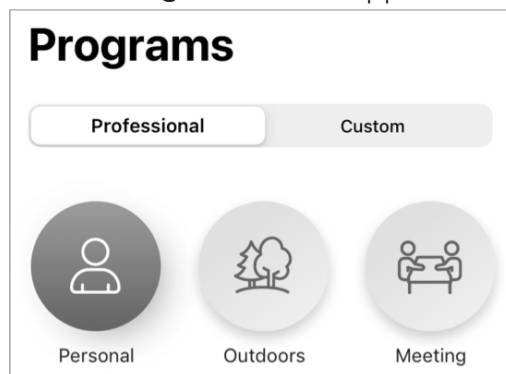 Programs
Professional
Custom
Personal
Outdoors
Meeting